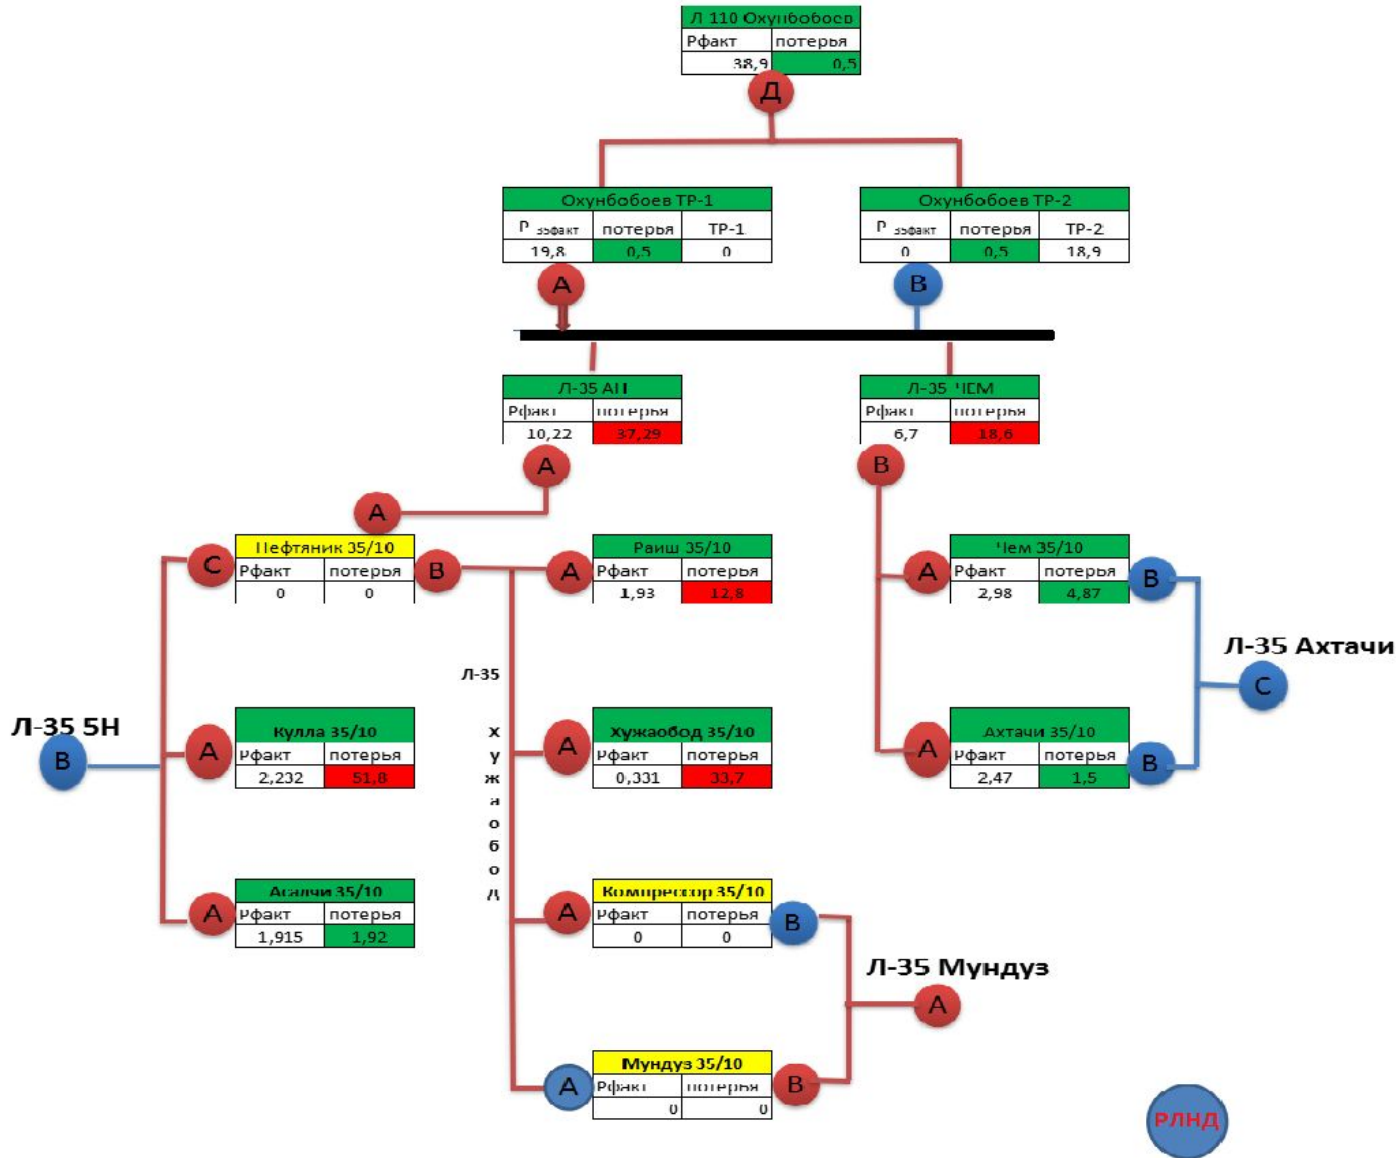 Л 110 Охунбобоев
Рфакт потерья
38,9 0,5
Д
Охунбобоев ТР-1
Р 35факт потерья ТР-1
19,8 0,5 0
Охунбобоев ТР-2
Р 35факт потерья ТР-2
0 0,5 18,9
А
В
Л-35 АН
Рфакт потерья
10,22 37,29
Л-35 ЧЕМ
Рфакт потерья
6,7 18,6
А
В
А
С
Нефтяник 35/10
Рфакт потерья
0 0
В
А
Раиш 35/10
Рфакт потерья
1,93 12,8
А
Чем 35/10
Рфакт потерья
2,98 4,87
В
Л-35 Ахтачи
С
Л-35
Хужаобод
Л-35 5Н
В
А
Кулла 35/10
Рфакт потерья
2,232 51,8
А
Хужаобод 35/10
Рфакт потерья
0,331 33,7
А
Ахтачи 35/10
Рфакт потерья
2,47 1,5
В
А
Асалчи 35/10
Рфакт потерья
1,915 1,92
А
Компрессор 35/10
Рфакт потерья
0 0
В
Л-35 Мундуз
А
А
Мундуз 35/10
Рфакт потерья
0 0
В
РЛНД